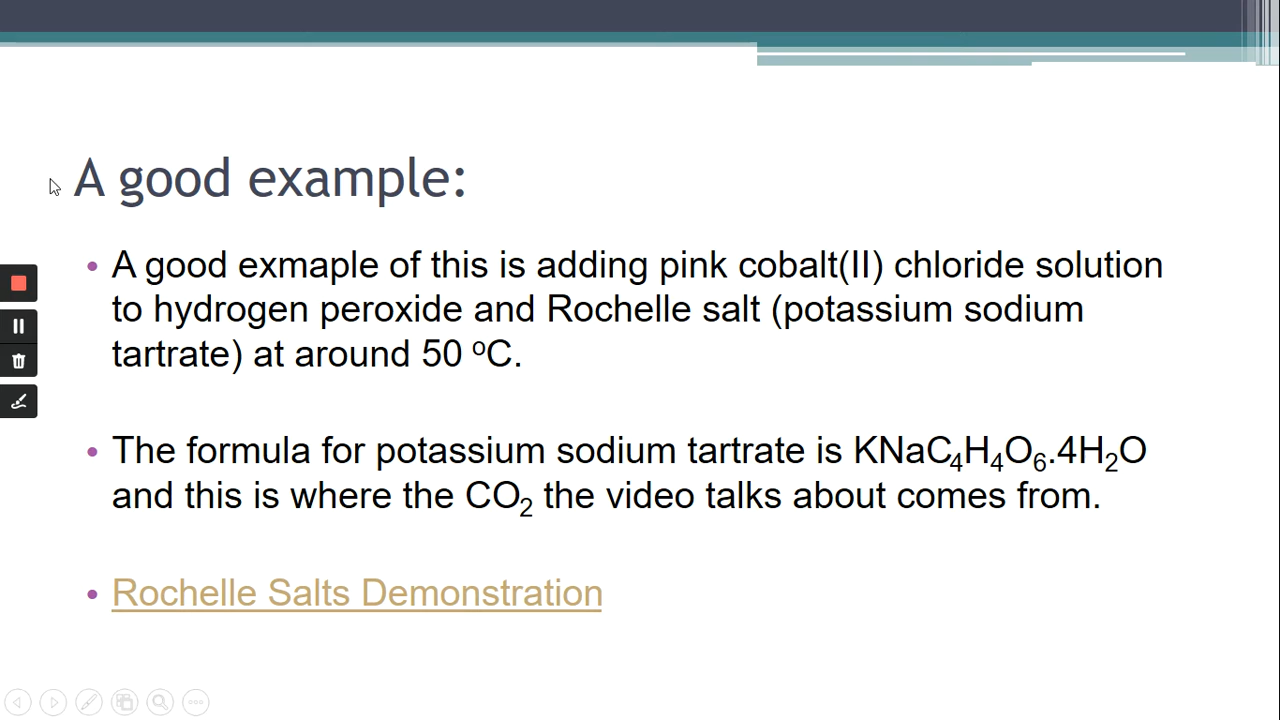 A good example:
• A good exmaple of this is adding pink cobalt(II) chloride solution
to hydrogen peroxide and Rochelle salt (potassium sodium
tartrate) at around 50 ºC.
• The formula for potassium sodium tartrate is KNaC₄H₄O₆.4H₂O
and this is where the CO₂ the video talks about comes from.
• Rochelle Salts Demonstration